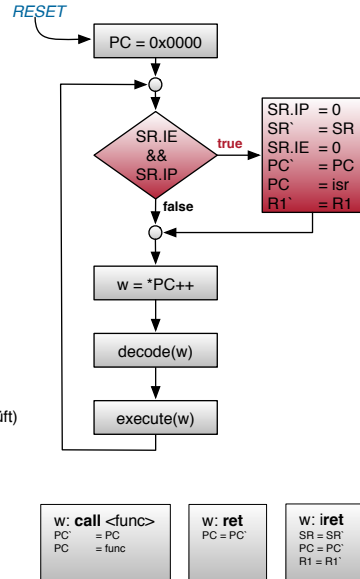 RESET
PC = 0x0000
SR.IE
&&
SR.IP
true
false
SR.IP = 0
SR` = SR
SR.IE = 0
PC` = PC
PC = isr
R1` = R1
w = *PC++
decode(w)
execute(w)
üft)
w: call <func>
PC` = PC
PC = func
w: ret
PC = PC`
w: iret
SR = SR`
PC = PC`
R1 = R1`